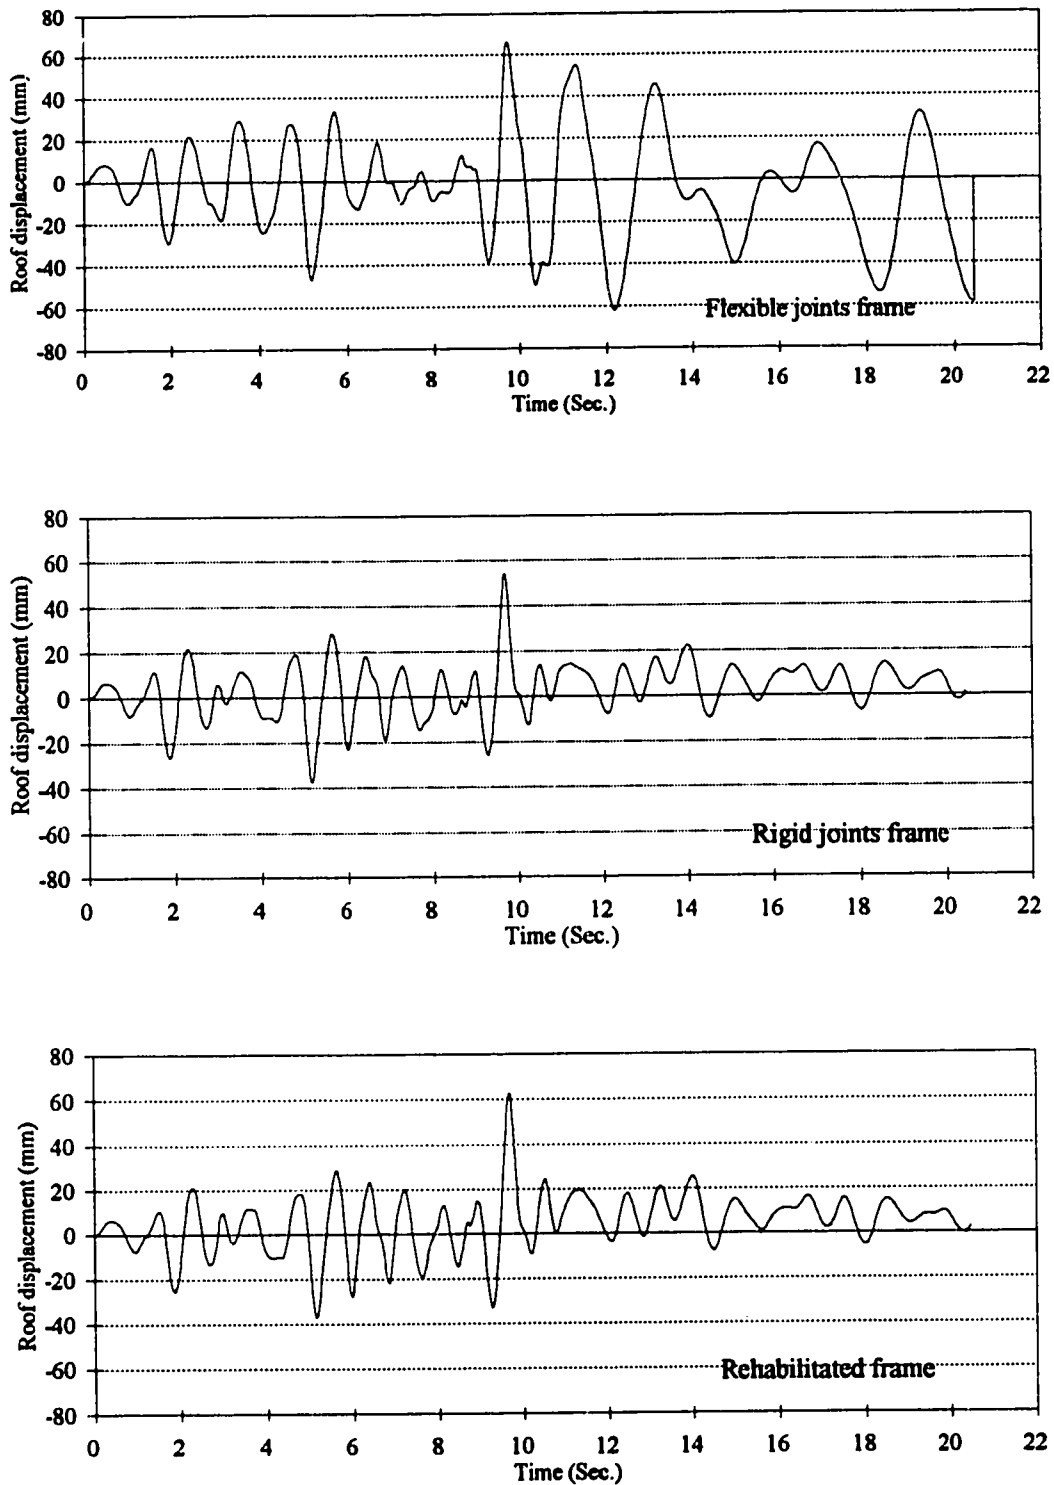 80
60
40
20
0
-20
-40
-60
-80
Roof displacement (mm)
Flexible joints frame
0 2 4 6 8 10 12 14 16 18 20 22
Time (Sec.)
80
60
40
20
0
-20
-40
-60
-80
Roof displacement (mm)
Rigid joints frame
0 2 4 6 8 10 12 14 16 18 20 22
Time (Sec.)
80
60
40
20
0
-20
-40
-60
-80
Roof displacement (mm)
Rehabilitated frame
0 2 4 6 8 10 12 14 16 18 20 22
Time (Sec.)